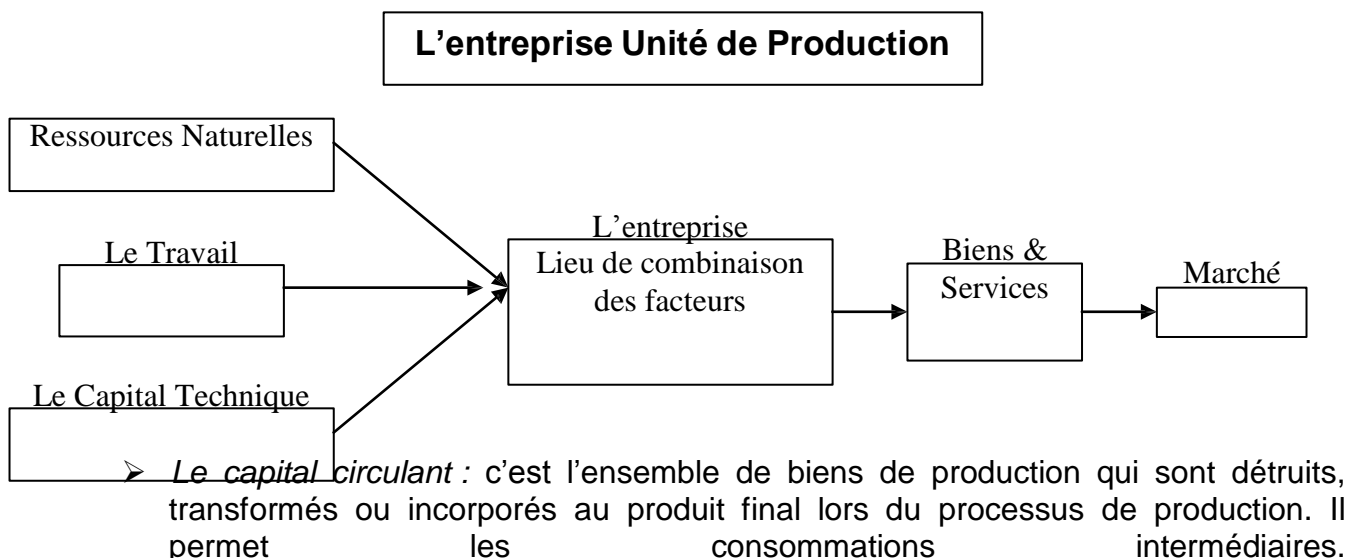 L'entreprise Unité de Production
Ressources Naturelles
Le Travail
Le Capital Technique
L'entreprise
Lieu de combinaison
des facteurs
Biens &
Services
Marché
➢ Le capital circulant : c'est l'ensemble de biens de production qui sont détruits,
transformés ou incorporés au produit final lors du processus de production. Il
permet les consommations intermédiaires.